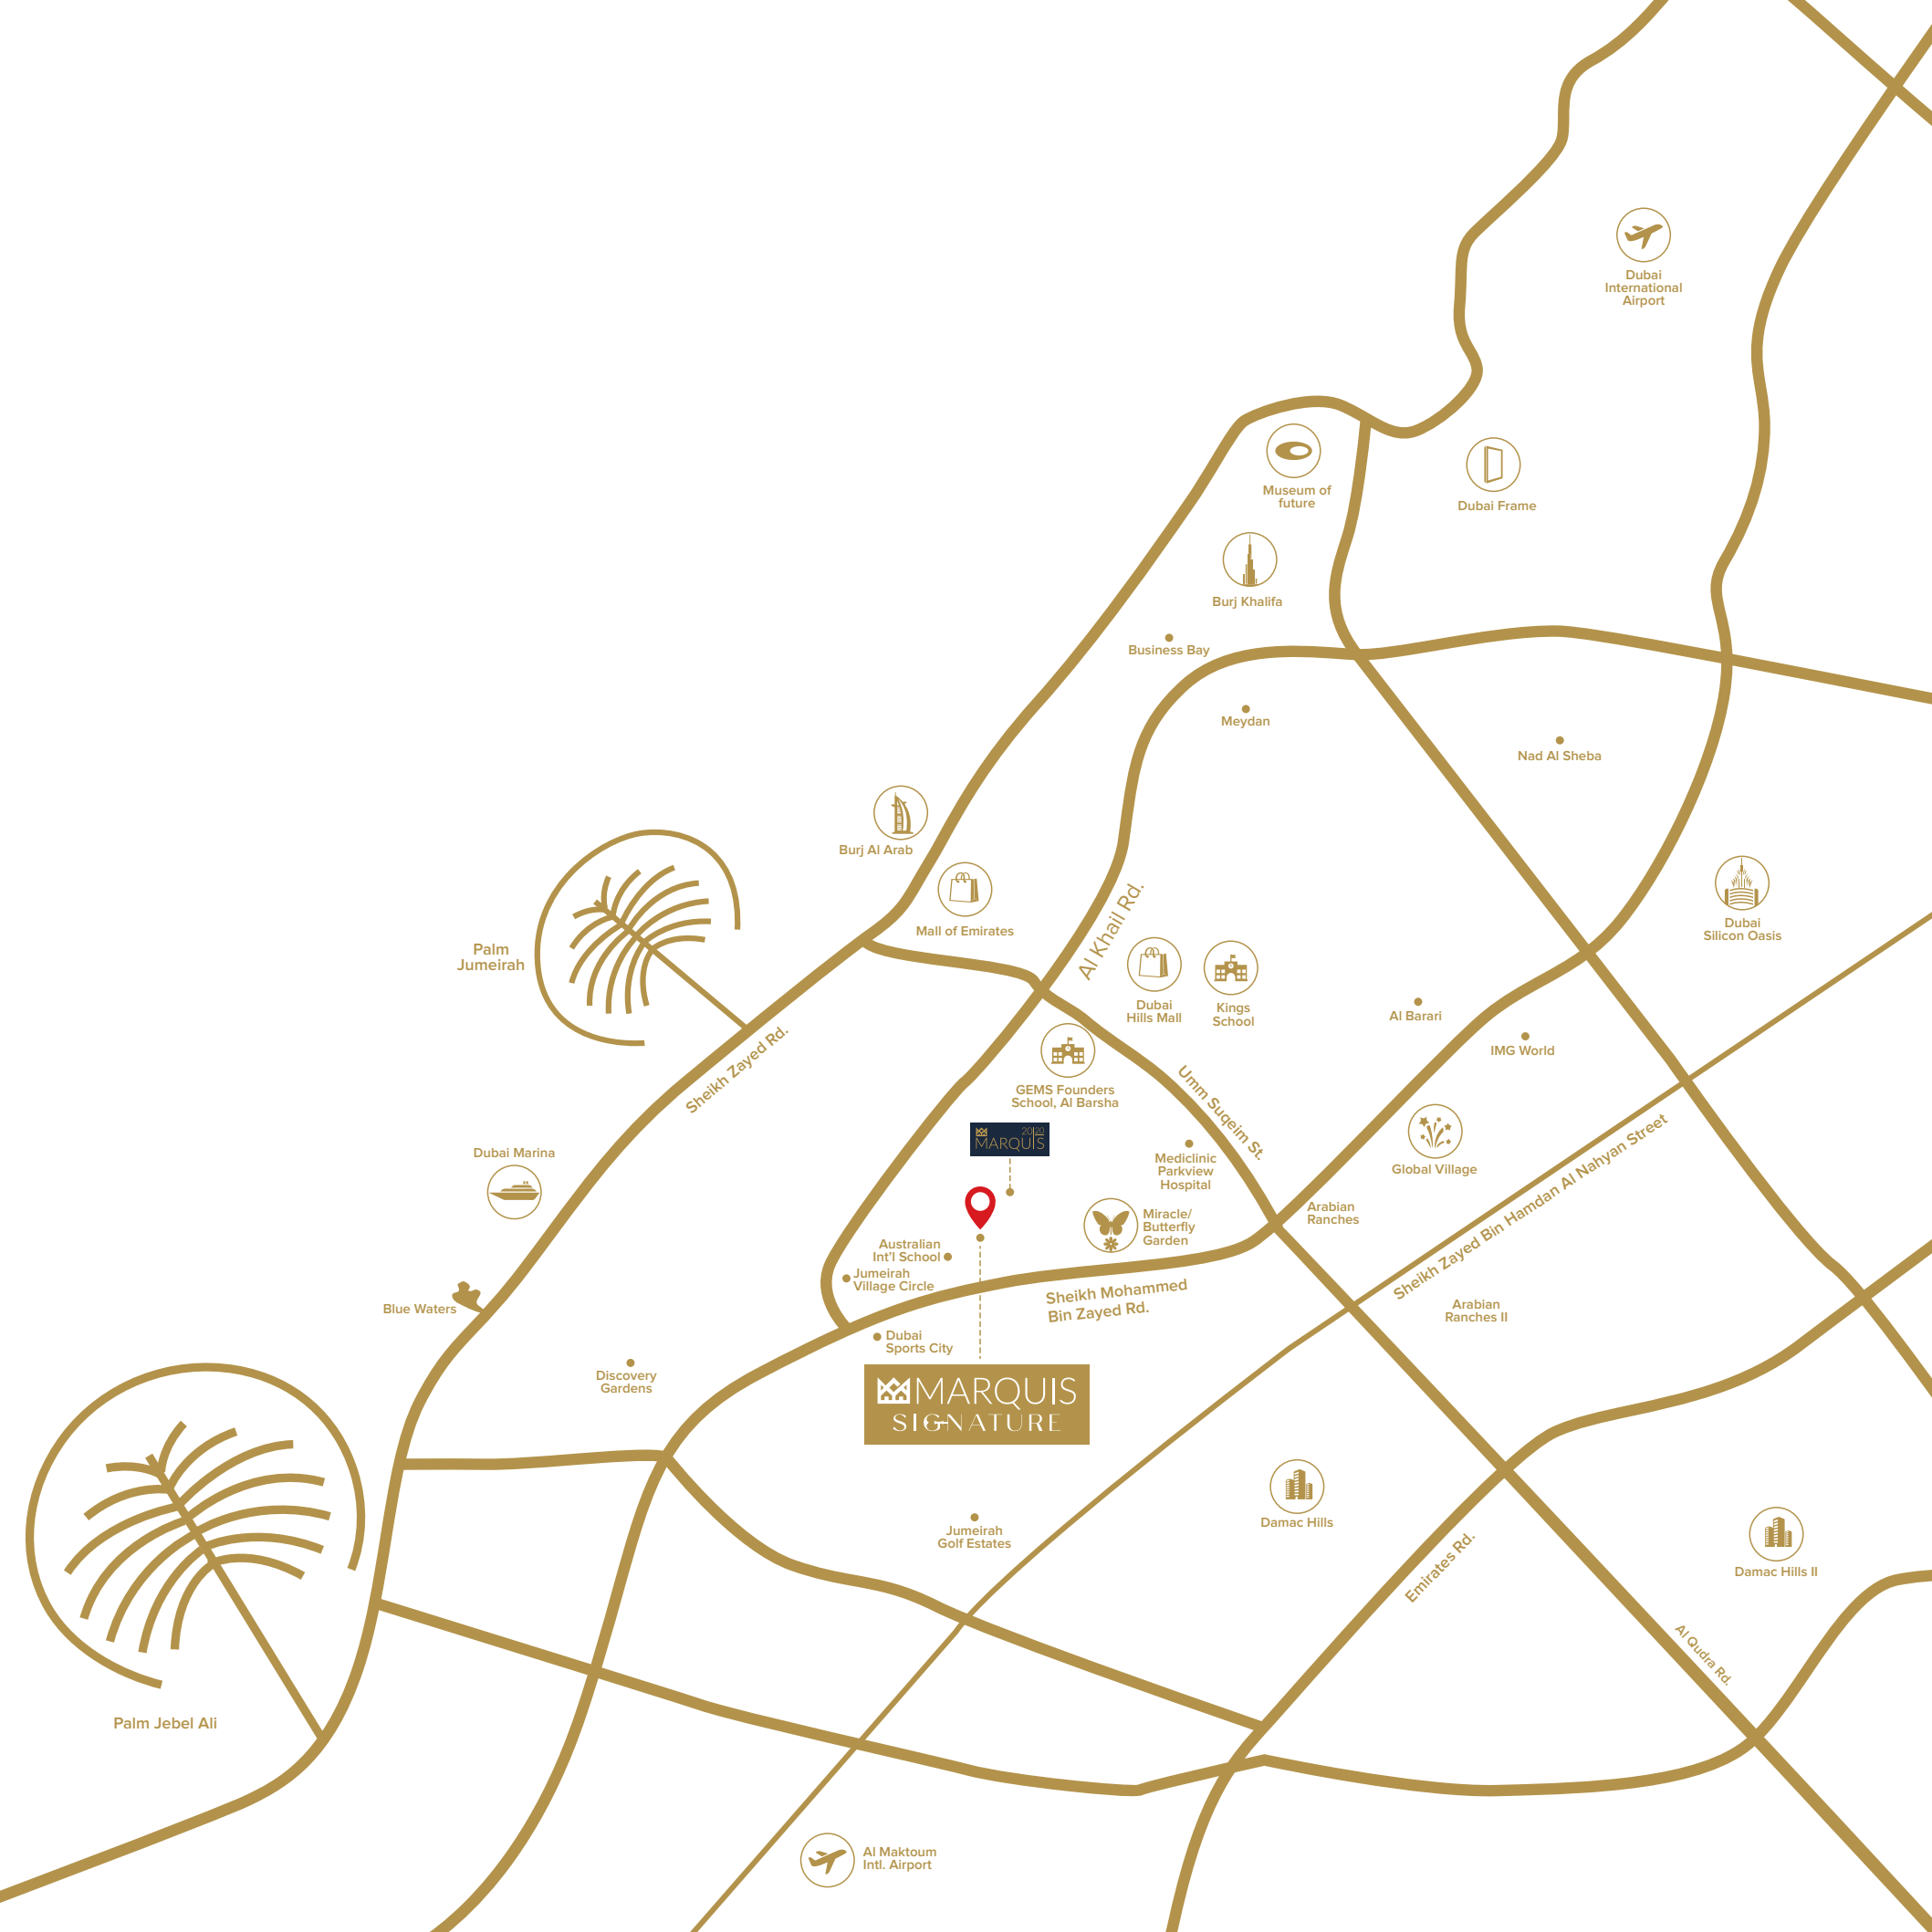 Dubai
International
Airport
Museum of
future
Dubai Frame
Burj Khalifa
Business Bay
Meydan
Nad Al Sheba
Burj Al Arab
Mall of Emirates
Al Khail Rd.
Dubai
Silicon Oasis
Palm
Jumeirah
Dubai
Hills Mall
Kings
School
Al Barari
IMG World
Sheikh Zayed Rd.
GEMS Founders
School, Al Barsha
Umm Suqeim St.
20|20
MARQUIS
Dubai Marina
Mediclinic
Parkview
Hospital
Global Village
Sheikh Zayed Bin Hamdan Al Nahyan Street
Miracle/
Butterfly
Garden
Arabian
Ranches
Australian
Int'l School
Jumeirah
Village Circle
Sheikh Mohammed
Bin Zayed Rd.
Blue Waters
Arabian
Ranches II
Dubai
Sports City
Discovery
Gardens
MARQUIS
SIGNATURE
Jumeirah
Golf Estates
Damac Hills
Emirates Rd.
Damac Hills II
Al Qudra Rd.
Palm Jebel Ali
Al Maktoum
Intl. Airport